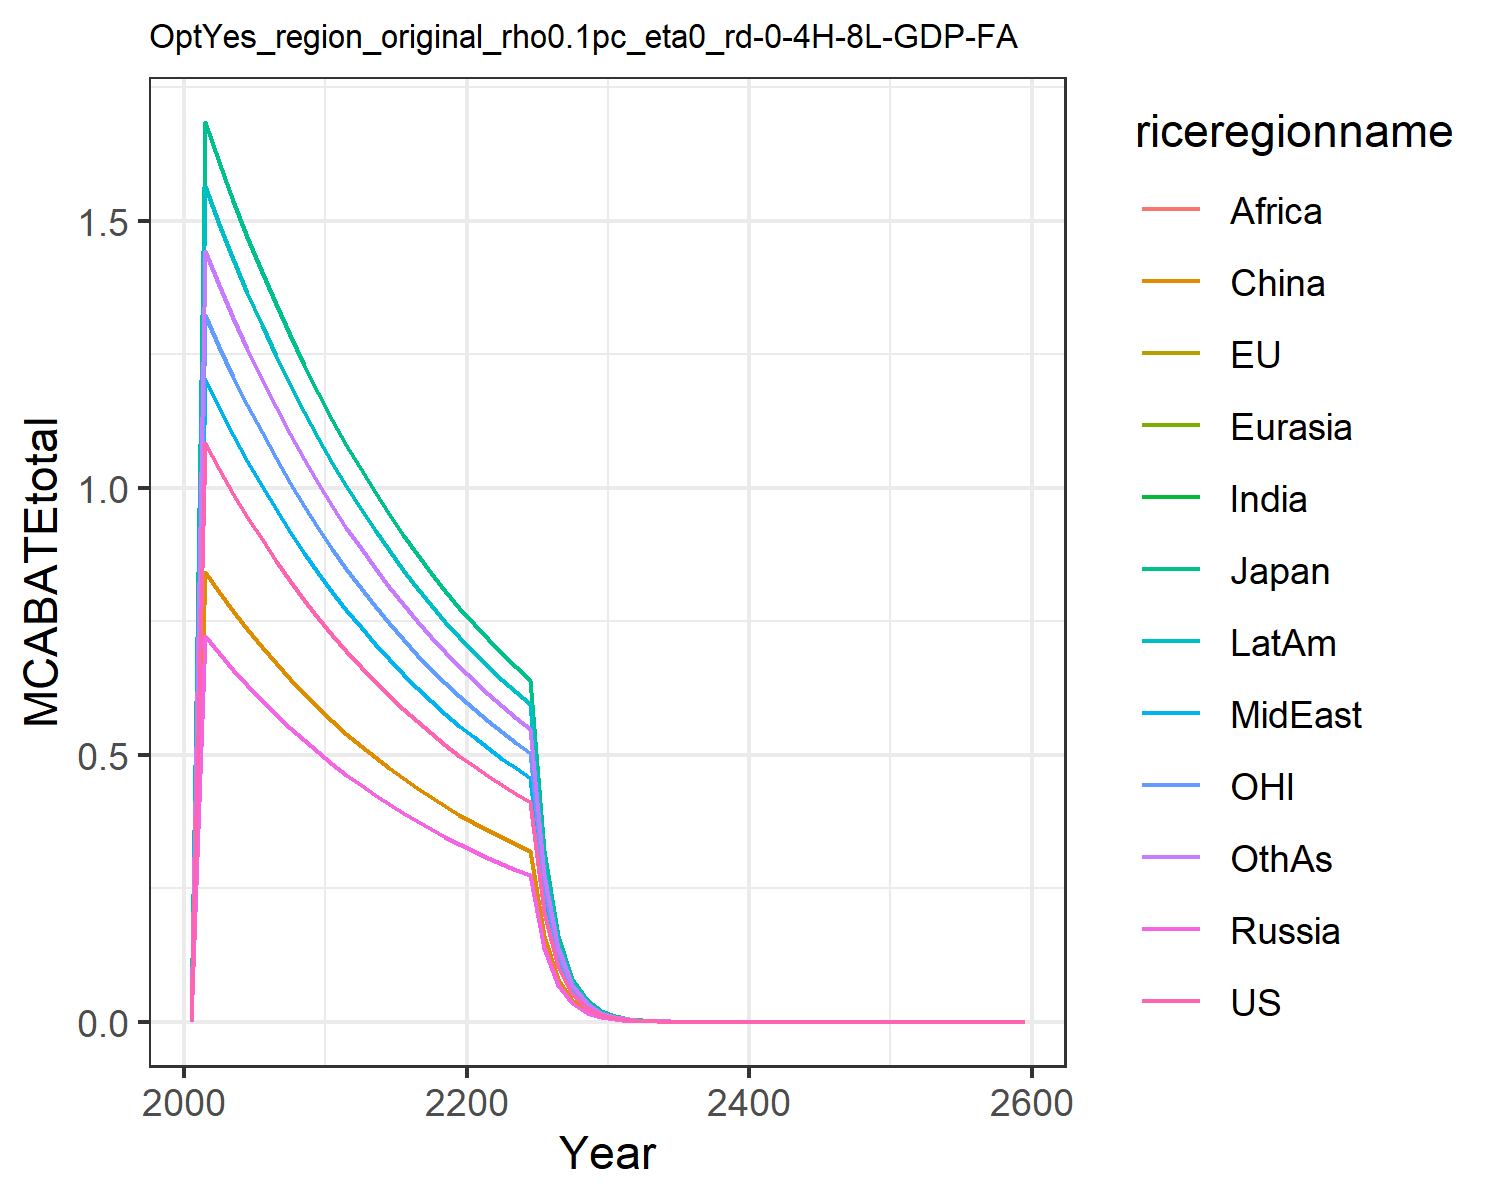 OptYes_region_original_rho0.1pc_eta0_rd-0-4H-8L-GDP-FA
MCABATEtotal
1.5
1.0
0.5
0.0
2000
2200
2400
2600
Year
riceregionname
Africa
China
EU
Eurasia
India
Japan
LatAm
MidEast
OHI
OthAs
Russia
US